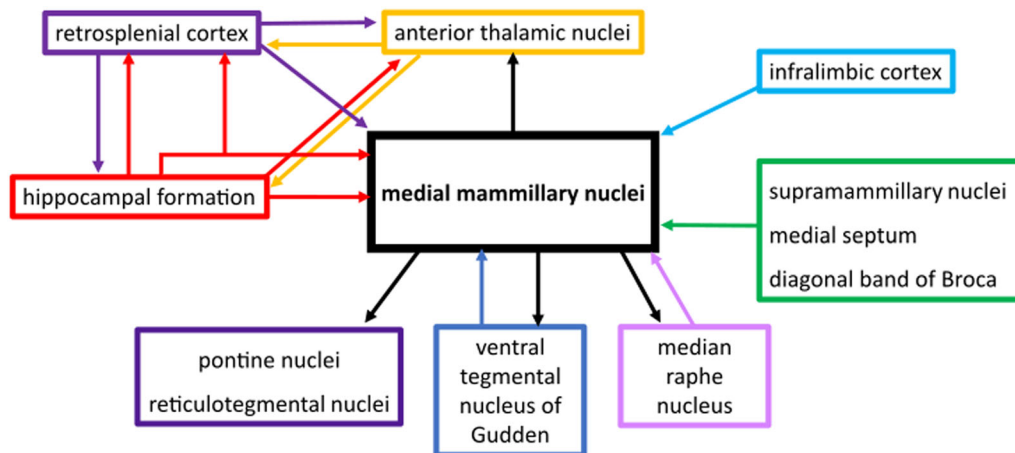 retrosplenial cortex
anterior thalamic nuclei
infralimbic cortex
hippocampal formation
medial mammillary nuclei
supramammillary nuclei
medial septum
diagonal band of Broca
pontine nuclei
reticulotegmental nuclei
ventral
tegmental
nucleus of
Gudden
median
raphe
nucleus